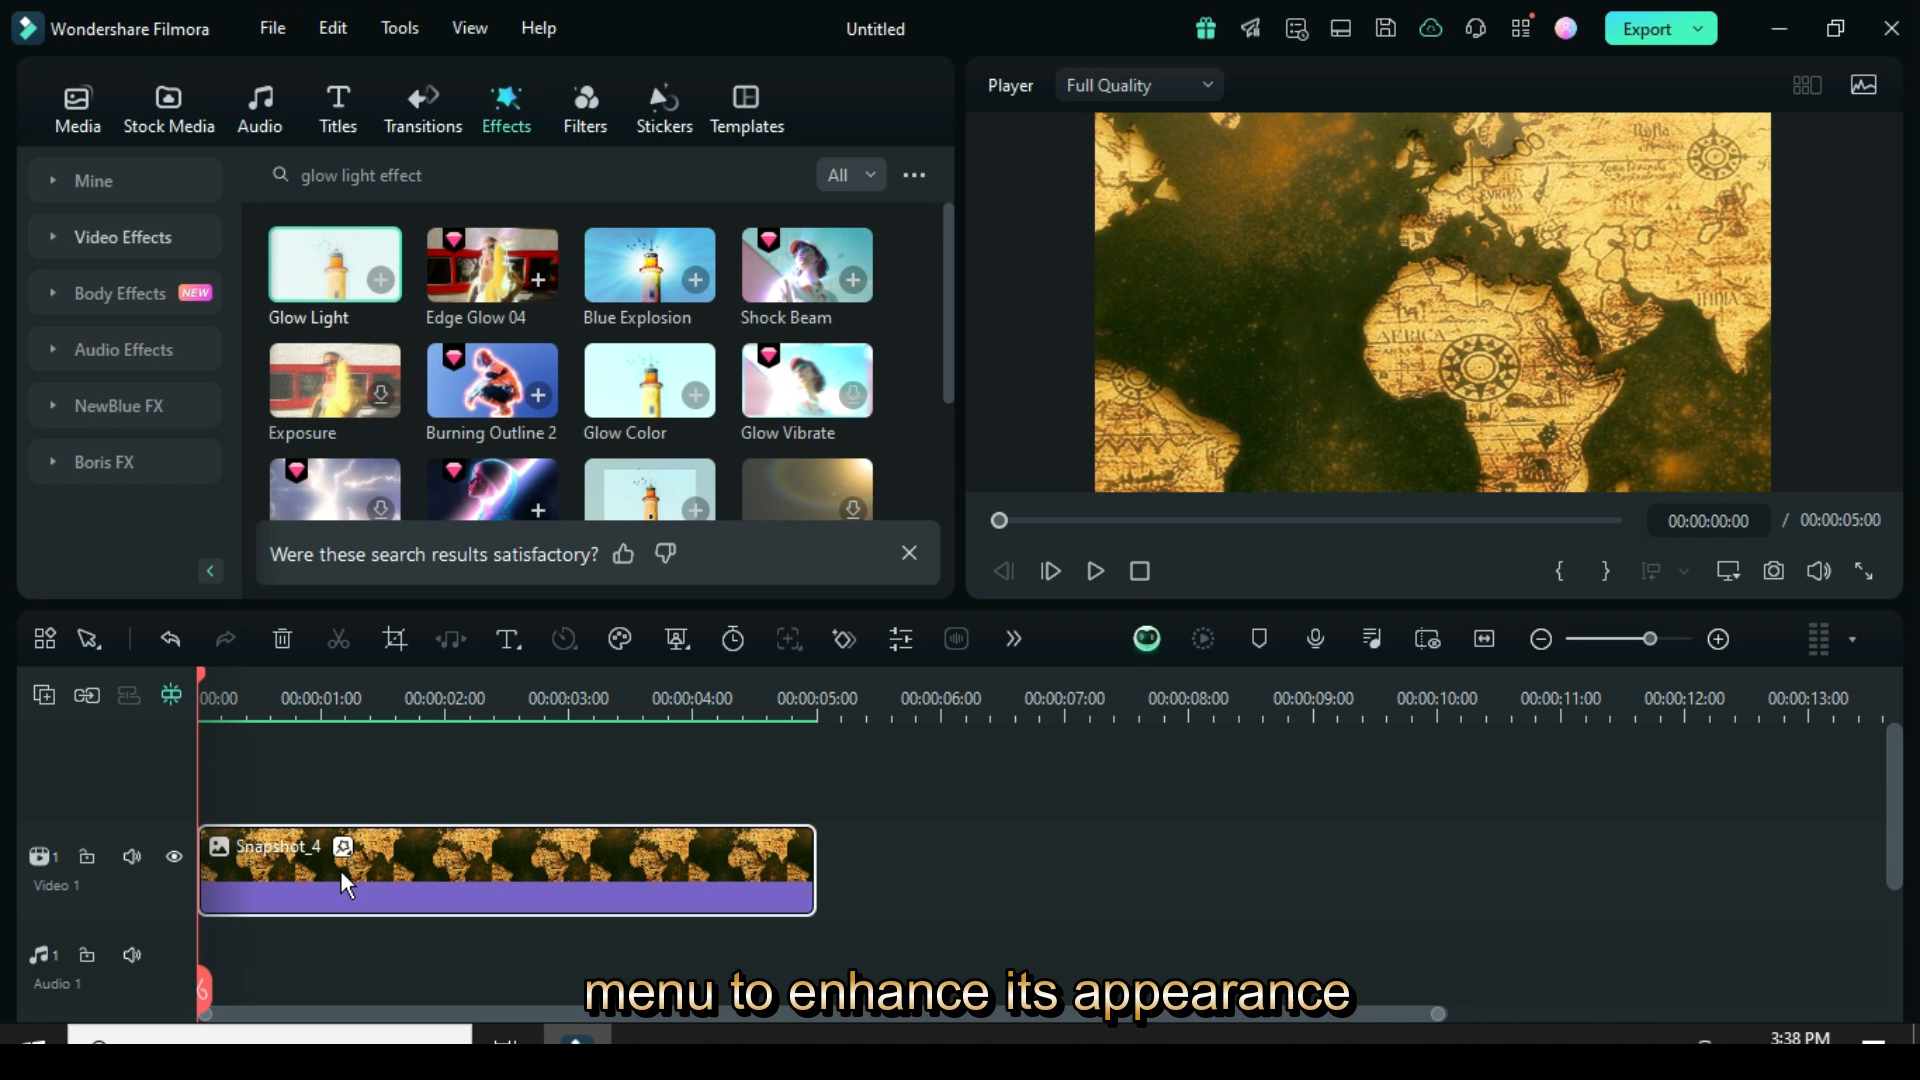 Wondershare Filmora
File
Edit
Tools
View
Help
Untitled
Export
Media
Stock Media
Audio
Titles
Transitions
Effects
Filters
Stickers
Templates
Player
Full Quality
Mine
Video Effects
Body Effects
NEW
Audio Effects
NewBlue FX
Boris FX
glow light effect
All
Glow Light
Edge Glow 04
Blue Explosion
Shock Beam
Exposure
Burning Outline 2
Glow Color
Glow Vibrate
Were these search results satisfactory?
AFRICA
00:00:00:00 / 00:00:05:00
00:00
00:00:01:00
00:00:02:00
00:00:03:00
00:00:04:00
00:00:05:00
00:00:06:00
00:00:07:00
00:00:08:00
00:00:09:00
00:00:10:00
00:00:11:00
00:00:12:00
00:00:13:00
1
Video 1
Snapshot_4
1
Audio 1
menu to enhance its appearance
3:38 PM